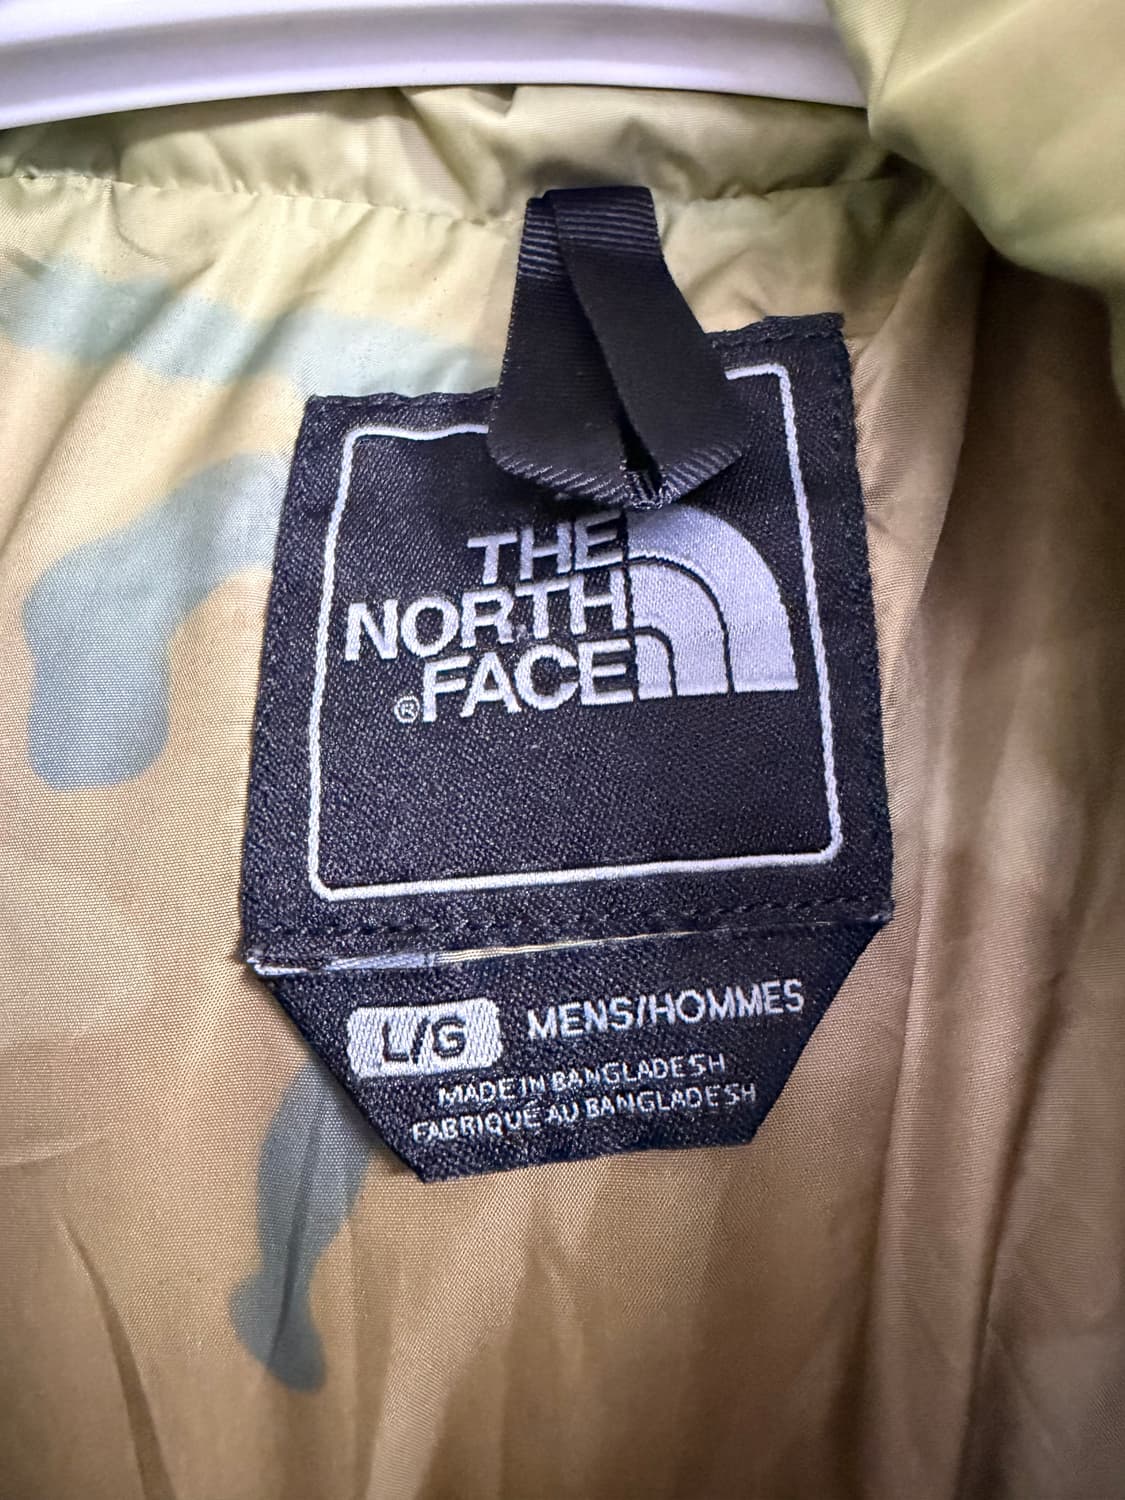 THE
NORTH
®FACE
L/G MENS/HOMMES
MADE IN BANGLADESH
FABRIQUE AU BANGLADESH